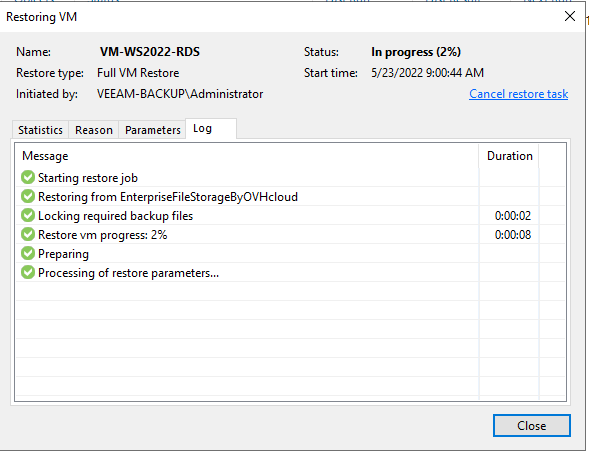 Restoring VM
Name: VM-WS2022-RDS Status: In progress (2%)
Restore type: Full VM Restore Start time: 5/23/2022 9:00:44 AM
Initiated by: VEEAM-BACKUP\Administrator Cancel restore task
Statistics Reason Parameters Log
Message Duration
Starting restore job
Restoring from EnterpriseFileStorageByOVHcloud
Locking required backup files 0:00:02
Restore vm progress: 2% 0:00:08
Preparing
Processing of restore parameters...
Close